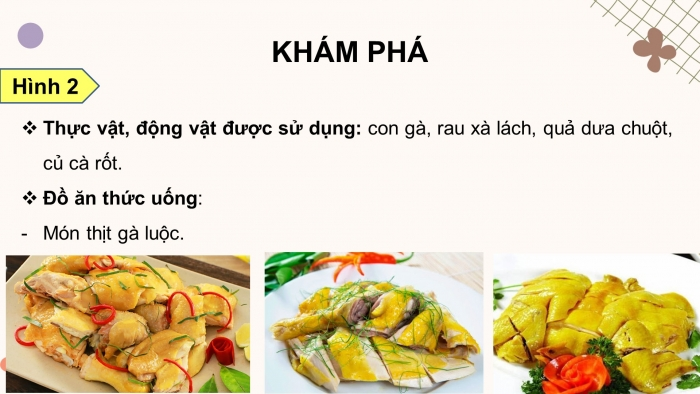 KHÁM PHÁ
Hình 2
❖ Thực vật, động vật được sử dụng: con gà, rau xà lách, quả dưa chuột,
củ cà rốt.
❖ Đồ ăn thức uống:
- Món thịt gà luộc.